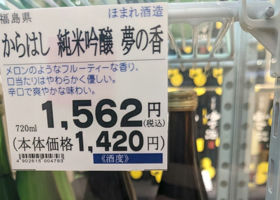 福島県
ほまれ酒造
からはし 純米吟醸 夢の香
メロンのようなフルーティーな香り、
口当たりはやわらかく優しい。
辛口で爽やかな味わい。
1,562円
(税込)
720ml
(本体価格1,420円)
4902615004793
《酒度》